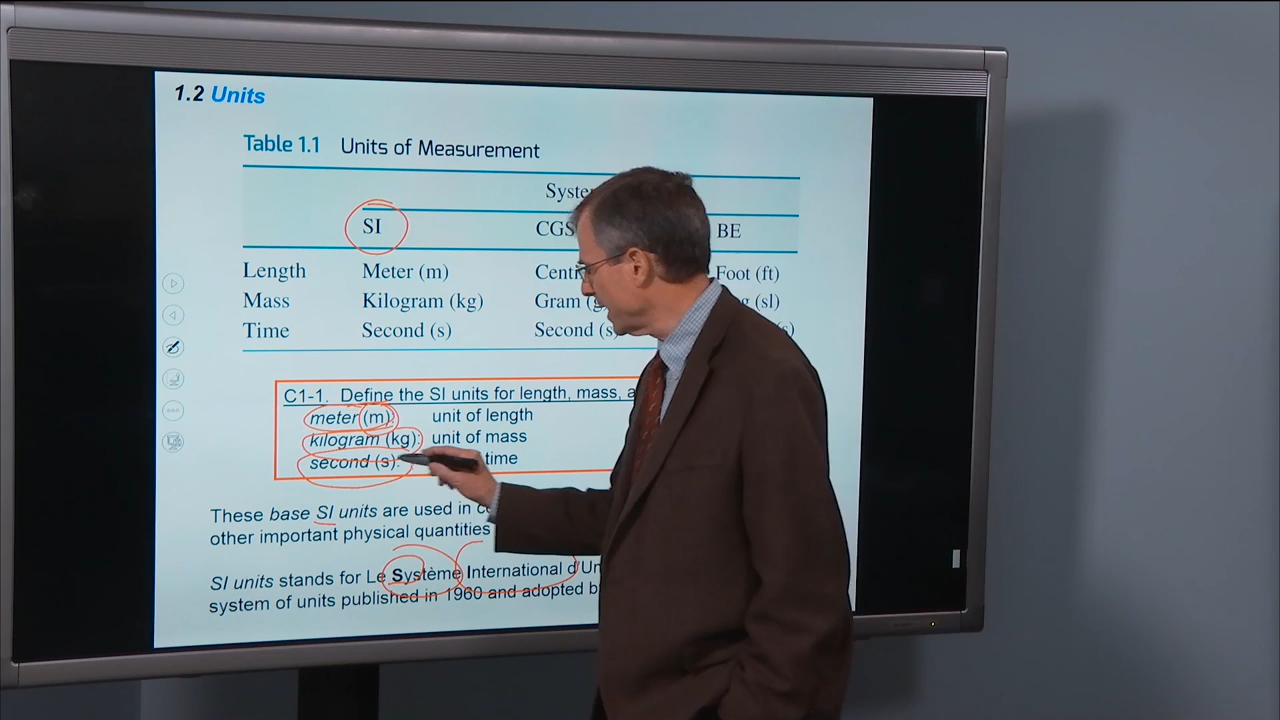 1.2 Units
Table 1.1 Units of Measurement
SI BE
Length Meter (m) Foot (ft)
Mass Kilogram (kg) Gram (sl)
Time Second (s) Second (s)
C1-1. Define the SI units for length, mass,
meter (m): unit of length
kilogram (kg): unit of mass
second (s): time
These base SI units are used in
other important physical quantities
SI units stands for Le Système International
system of units published in 1960 and adopted